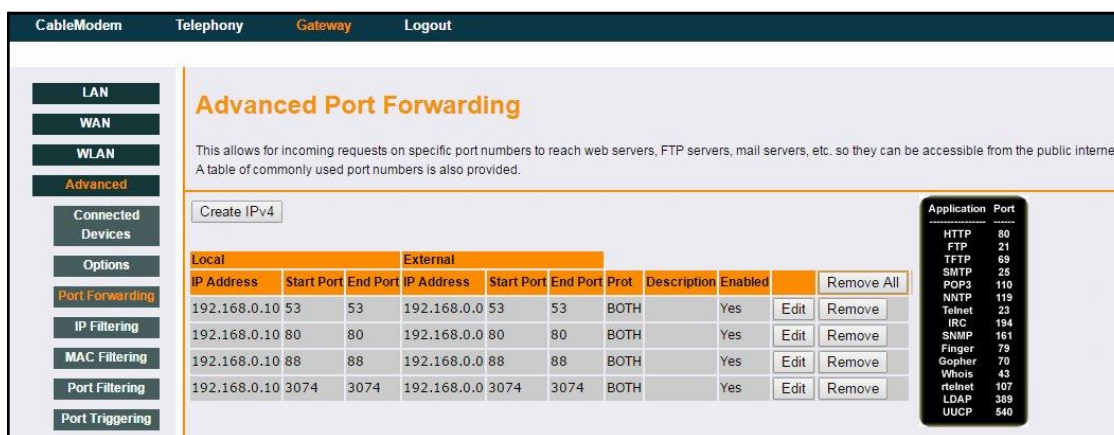 CableModem Telephony Gateway Logout
LAN
WAN
WLAN
Advanced
Connected
Devices
Options
Port Forwarding
IP Filtering
MAC Filtering
Port Filtering
Port Triggering
Advanced Port Forwarding
This allows for incoming requests on specific port numbers to reach web servers, FTP servers, mail servers, etc. so they can be accessible from the public interne
A table of commonly used port numbers is also provided.
Create IPv4
Local External
IP Address Start Port End Port IP Address Start Port End Port Prot Description Enabled Remove All
192.168.0.10 53 53 192.168.0.0 53 53 BOTH Yes Edit Remove
192.168.0.10 80 80 192.168.0.0 80 80 BOTH Yes Edit Remove
192.168.0.10 88 88 192.168.0.0 88 88 BOTH Yes Edit Remove
192.168.0.10 3074 3074 192.168.0.0 3074 3074 BOTH Yes Edit Remove
Application Port
HTTP 80
FTP 21
TFTP 69
SMTP 25
POP3 110
NNTP 119
Telnet 23
IRC 194
SNMP 161
Finger 79
Gopher 70
Whois 43
rtelnet 107
LDAP 389
UUCP 540